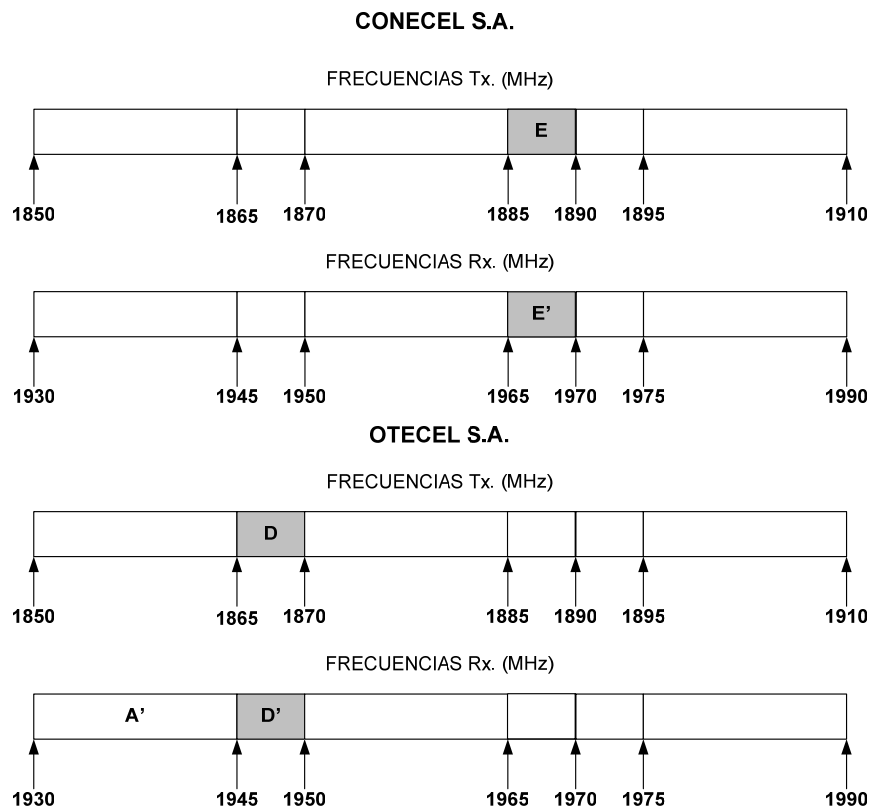 CONECEL S.A.
FRECUENCIAS Tx. (MHz)
E
1850 1865 1870 1885 1890 1895 1910
FRECUENCIAS Rx. (MHz)
E’
1930 1945 1950 1965 1970 1975 1990
OTECEL S.A.
FRECUENCIAS Tx. (MHz)
D
1850 1865 1870 1885 1890 1895 1910
FRECUENCIAS Rx. (MHz)
A’ D’
1930 1945 1950 1965 1970 1975 1990